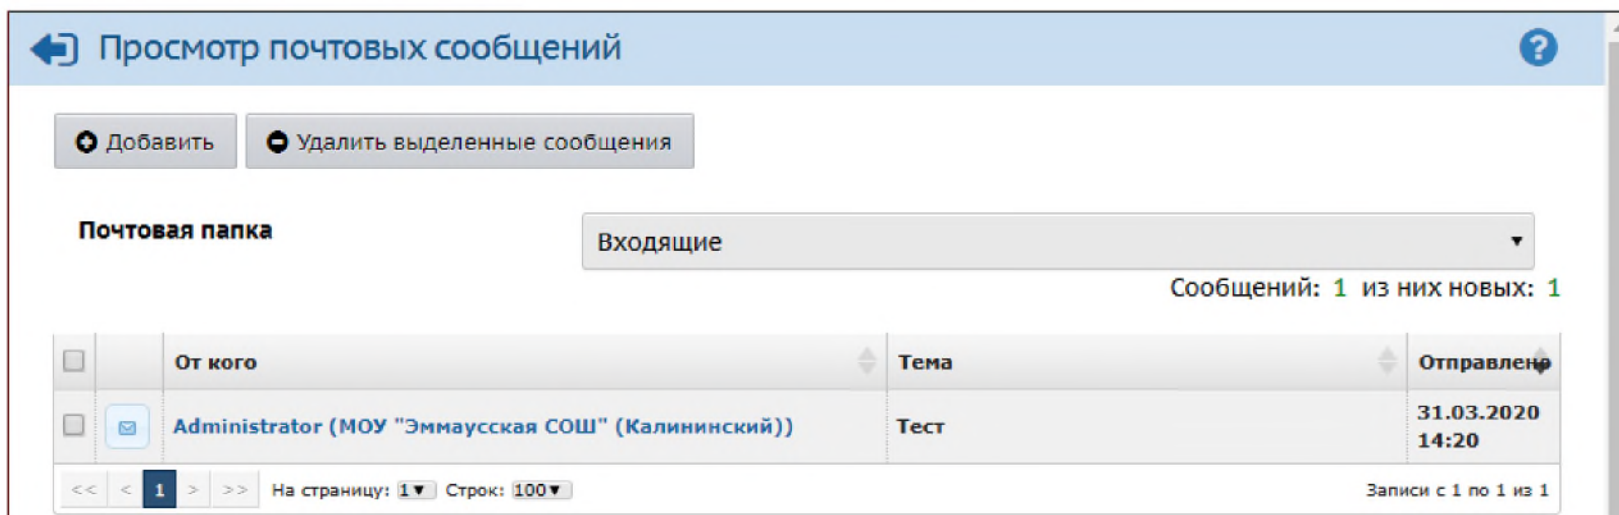 Просмотр почтовых сообщений ?
Добавить Удалить выделенные сообщения
Почтовая папка Входящие
Сообщений: 1 из них новых: 1
От кого Тема Отправлено
Administrator (МОУ "Эммаусская СОШ" (Калининский)) Тест 31.03.2020
14:20
<< < 1 > >> На страницу: 1 Строк: 100 Записи с 1 по 1 из 1